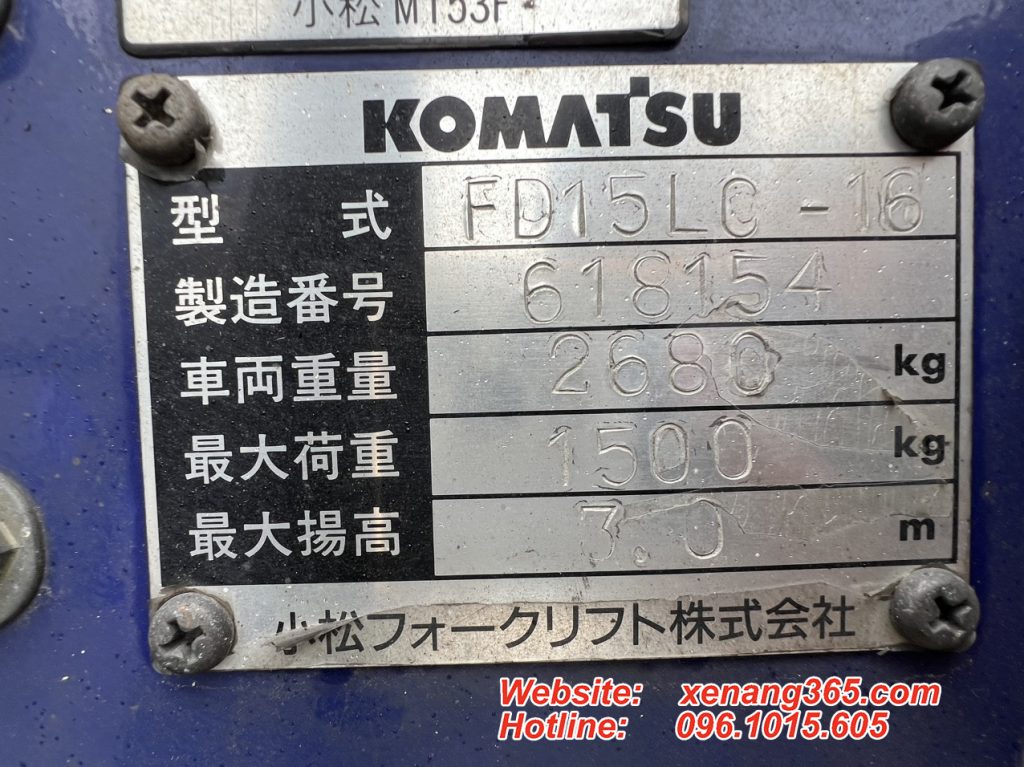 小松 MT53F
KOMATSU
型 式 FD15LC-16
製造番号 618154
車両重量 2680 kg
最大荷重 1500 kg
最大揚高 3.0 m
小松フォークリフト株式会社
Website: xenang365.com
Hotline: 096.1015.605